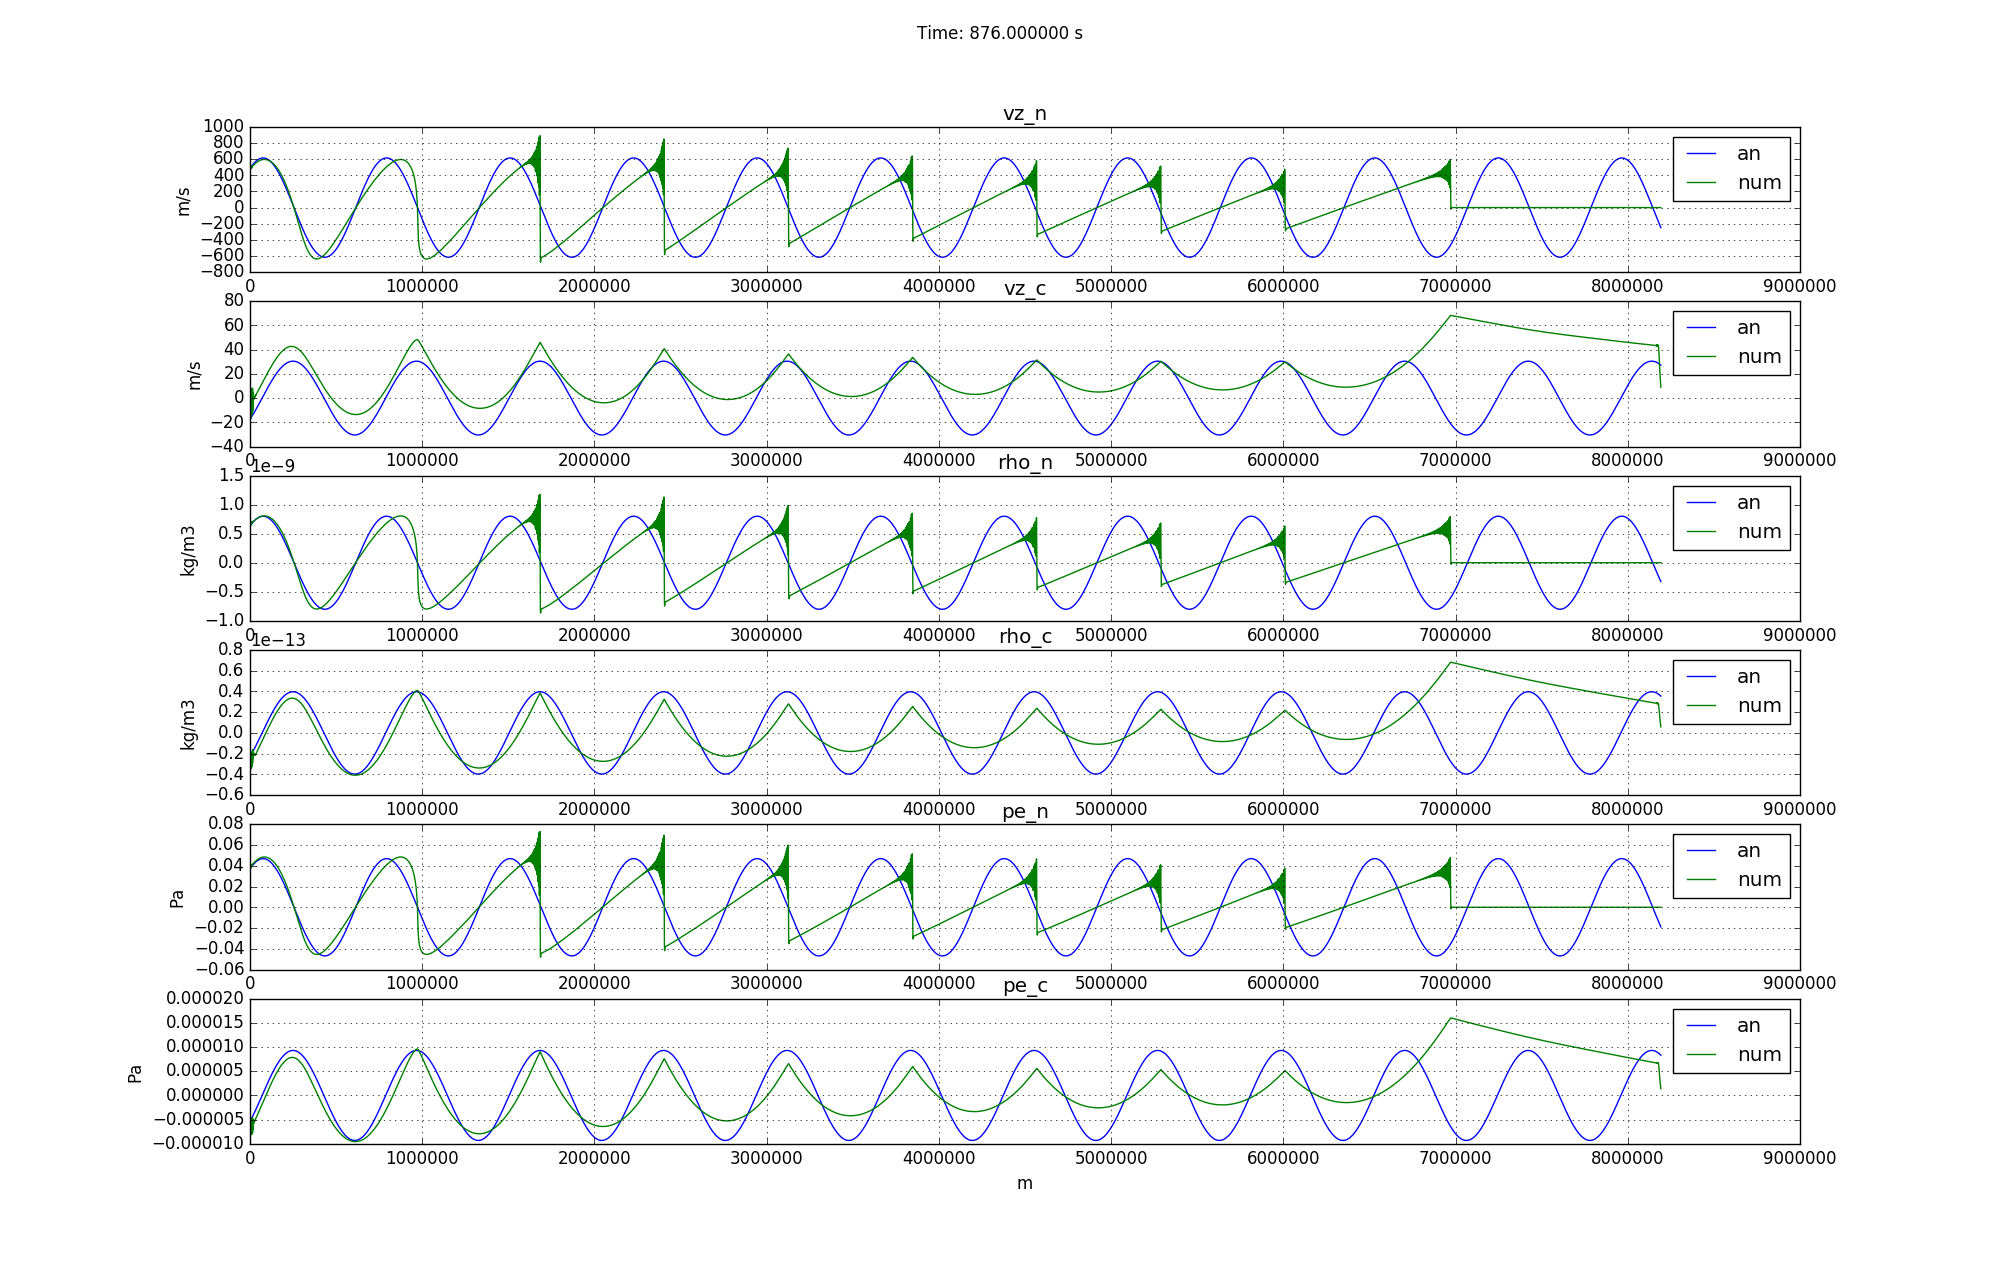 Time: 876.000000 s
vz_n
1000
800
600
400
200
0
−200
−400
−600
−800
m/s
an
num
0 1000000 2000000 3000000 4000000 5000000 6000000 7000000 8000000 9000000
vz_c
80
60
40
20
0
−20
−40
m/s
an
num
0 1000000 2000000 3000000 4000000 5000000 6000000 7000000 8000000 9000000
1e−9
rho_n
1.5
1.0
0.5
0.0
−0.5
−1.0
kg/m3
an
num
0 1000000 2000000 3000000 4000000 5000000 6000000 7000000 8000000 9000000
1e−13
rho_c
0.8
0.6
0.4
0.2
0.0
−0.2
−0.4
−0.6
kg/m3
an
num
0 1000000 2000000 3000000 4000000 5000000 6000000 7000000 8000000 9000000
pe_n
0.08
0.06
0.04
0.02
0.00
−0.02
−0.04
−0.06
Pa
an
num
0 1000000 2000000 3000000 4000000 5000000 6000000 7000000 8000000 9000000
pe_c
0.000020
0.000015
0.000010
0.000005
0.000000
−0.000005
−0.000010
Pa
an
num
0 1000000 2000000 3000000 4000000 5000000 6000000 7000000 8000000 9000000
m